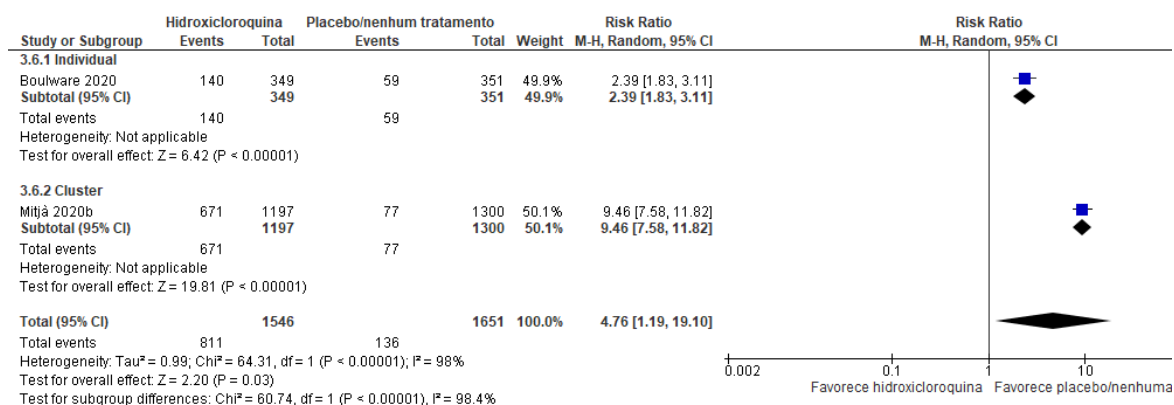 Hidroxicloroquina Placebo/nenhum tratamento Risk Ratio Risk Ratio
Study or Subgroup Events Total Events Total Weight M-H, Random, 95% CI M-H, Random, 95% CI
3.6.1 Individual
Boulware 2020 140 349 59 351 49.9% 2.39 [1.83, 3.11]
Subtotal (95% CI) 349 351 49.9% 2.39 [1.83, 3.11]
Total events 140 59
Heterogeneity: Not applicable
Test for overall effect: Z = 6.42 (P < 0.00001)
3.6.2 Cluster
Mitjà 2020b 671 1197 77 1300 50.1% 9.46 [7.58, 11.82]
Subtotal (95% CI) 1197 1300 50.1% 9.46 [7.58, 11.82]
Total events 671 77
Heterogeneity: Not applicable
Test for overall effect: Z = 19.81 (P < 0.00001)
Total (95% CI) 1546 1651 100.0% 4.76 [1.19, 19.10]
Total events 811 136
Heterogeneity: Tau² = 0.99; Chi² = 64.31, df = 1 (P < 0.00001); I² = 98%
Test for overall effect: Z = 2.20 (P = 0.03)
Test for subgroup differences: Chi² = 60.74, df = 1 (P < 0.00001), I² = 98.4%
0.002 0.1 1 10
Favorece hidroxicloroquina Favorece placebo/nenhuma